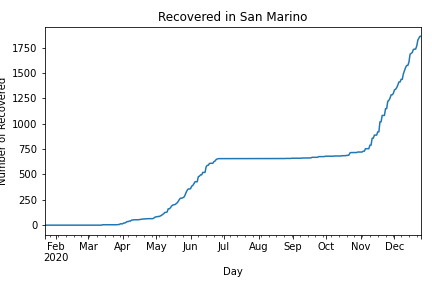 Recovered in San Marino
Number of Recovered
1750
1500
1250
1000
750
500
250
0
Feb Mar Apr May Jun Jul Aug Sep Oct Nov Dec
2020
Day